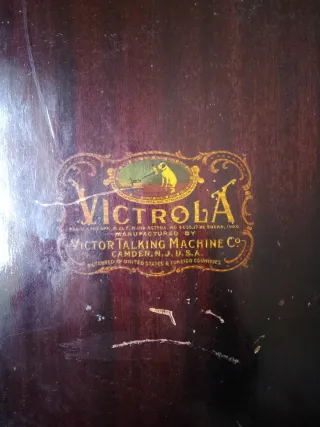 VICTROLA
MANUFACTURED BY
VICTOR TALKING MACHINE Co.
CAMDEN, N.J. U.S.A.
PATENTED IN UNITED STATES & FOREIGN COUNTRIES